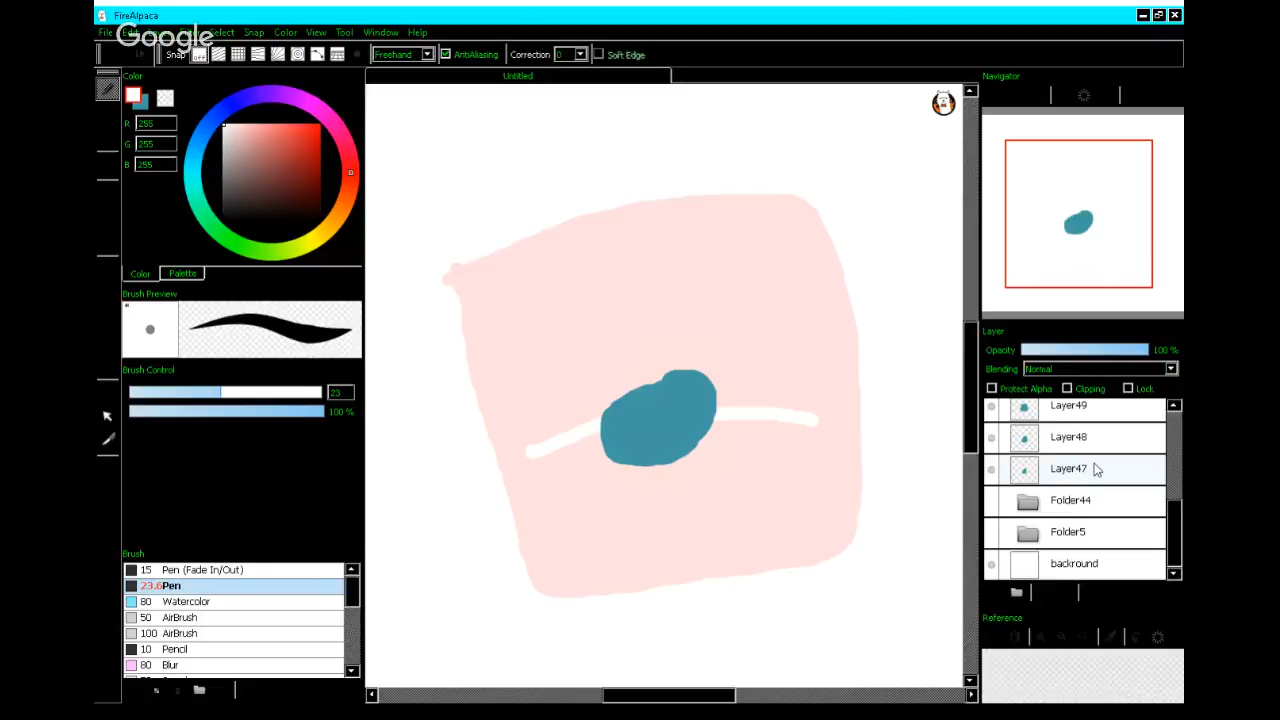 FireAlpaca
File Edit Layer Select Snap Color View Tool Window Help
Google
Snap off Freehand AntiAliasing Correction 0 Soft Edge
Untitled
Color
R 255
G 255
B 255
Color Palette
Brush Preview
Brush Control
23
100 %
Brush
15 Pen (Fade In/Out)
23.6 Pen
80 Watercolor
50 AirBrush
100 AirBrush
10 Pencil
80 Blur
Navigator
Layer
Opacity 100 %
Blending Normal
Protect Alpha Clipping Lock
Layer49
Layer48
Layer47
Folder44
Folder5
backround
Reference